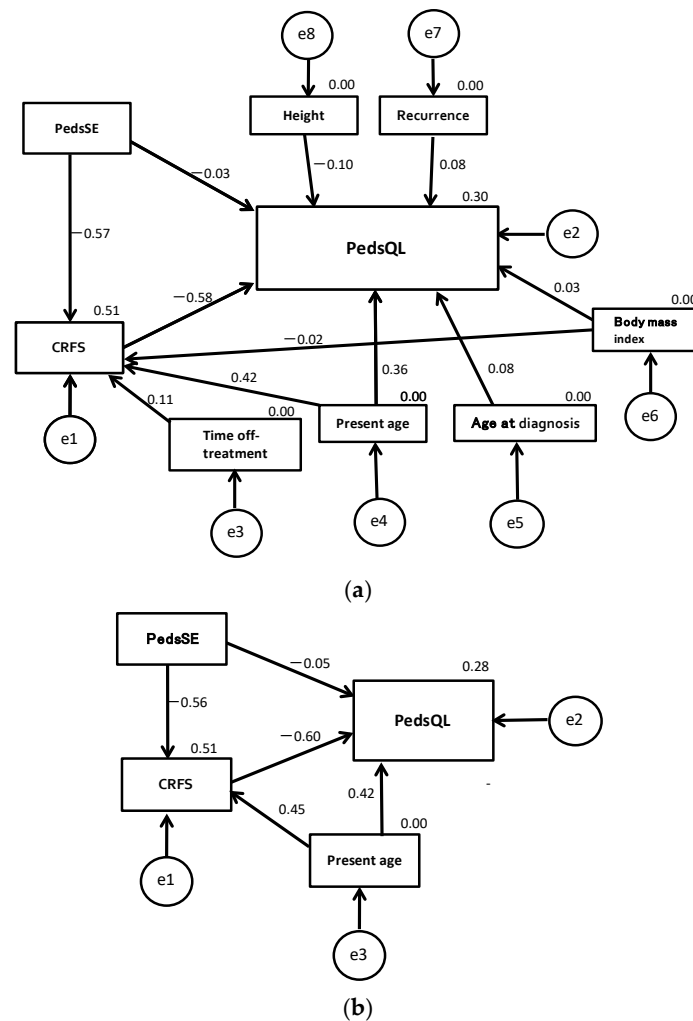 e8
e7
0.00
0.00
Height
Recurrence
PedsSE
−0.03
−0.10
0.08
0.30
−0.57
PedsQL
e2
0.51
−0.58
0.03
0.00
CRFS
−0.02
Body mass
index
0.36
0.08
0.42
0.11
0.00
0.00
0.00
e1
Time off-
treatment
Present age
Age at diagnosis
e6
e3
e4
e5
(a)
PedsSE
−0.05
0.28
−0.56
PedsQL
e2
0.51
−0.60
CRFS
0.42
-
0.45
0.00
e1
Present age
e3
(b)